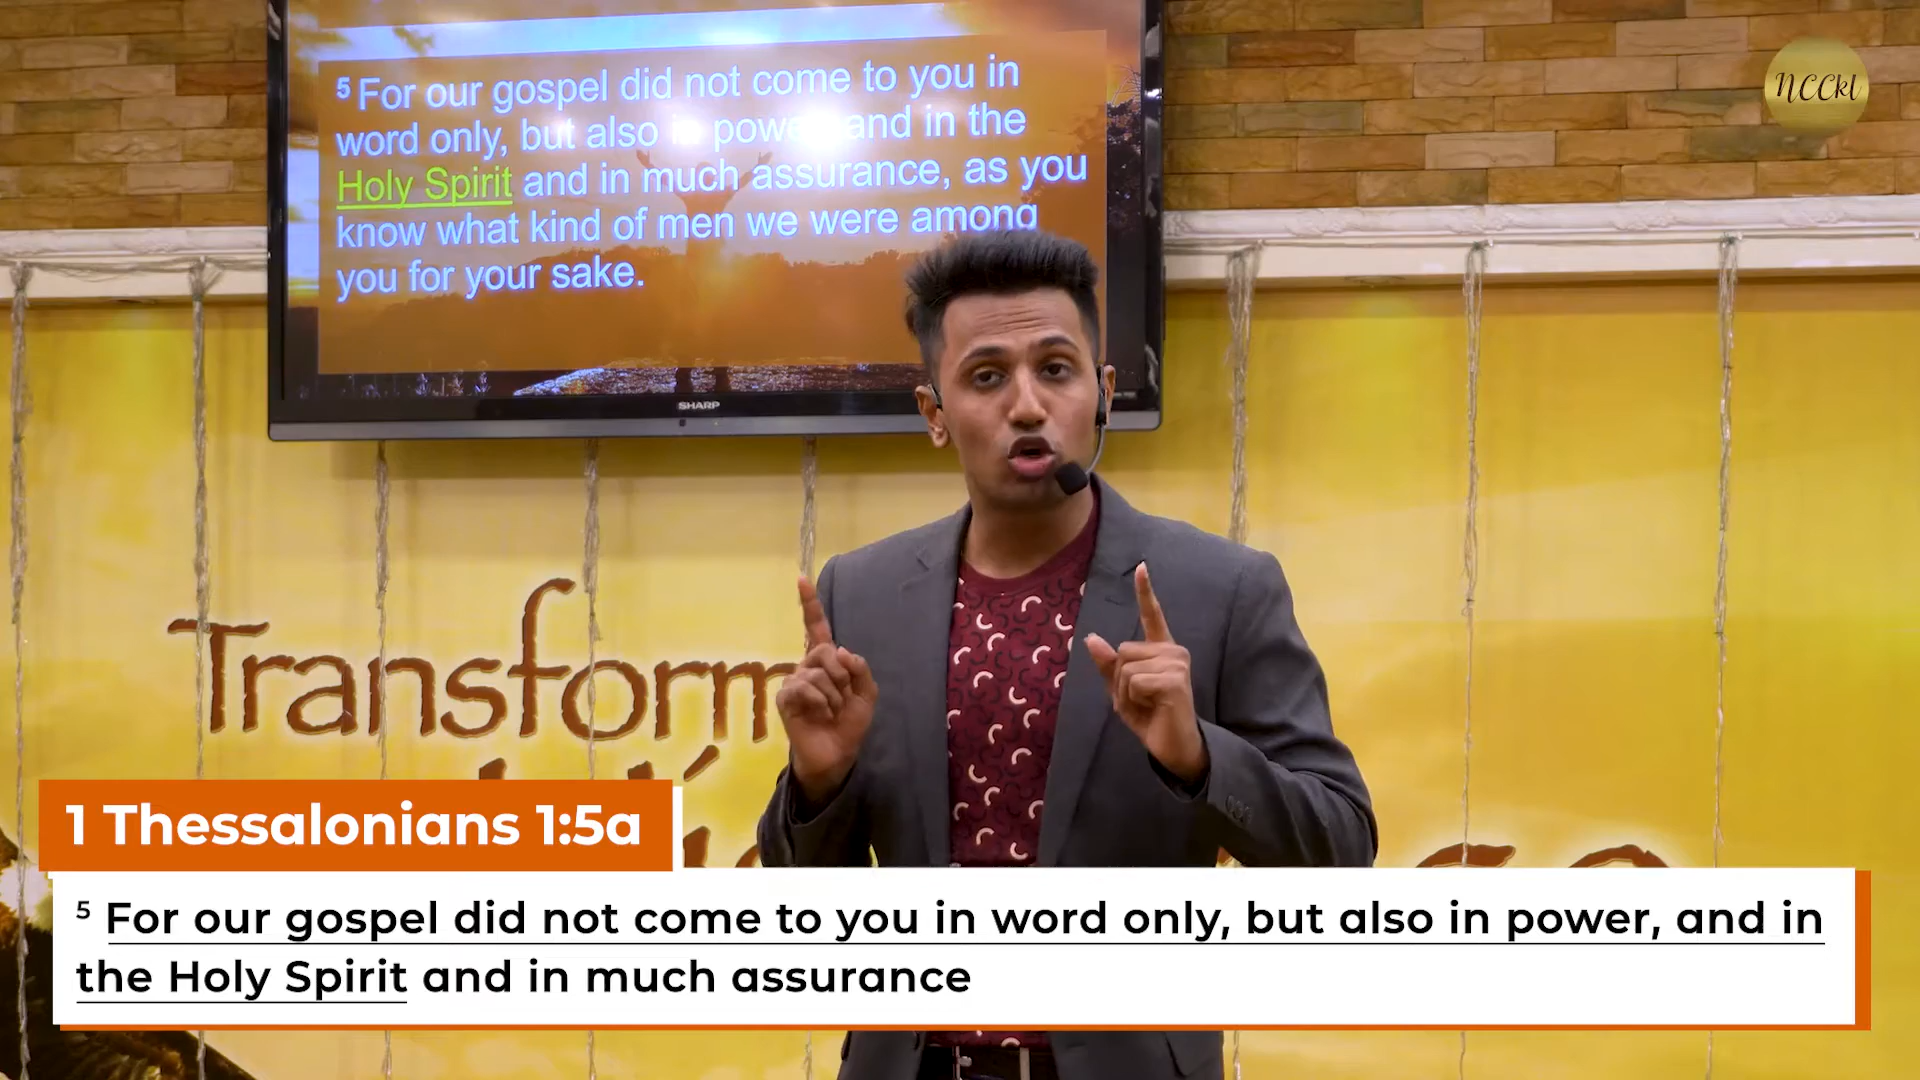 5 For our gospel did not come to you in
word only, but also in power, and in the
Holy Spirit and in much assurance, as you
know what kind of men we were among
you for your sake.
SHARP
NCCkl
Transform
1 Thessalonians 1:5a
5 For our gospel did not come to you in word only, but also in power, and in
the Holy Spirit and in much assurance